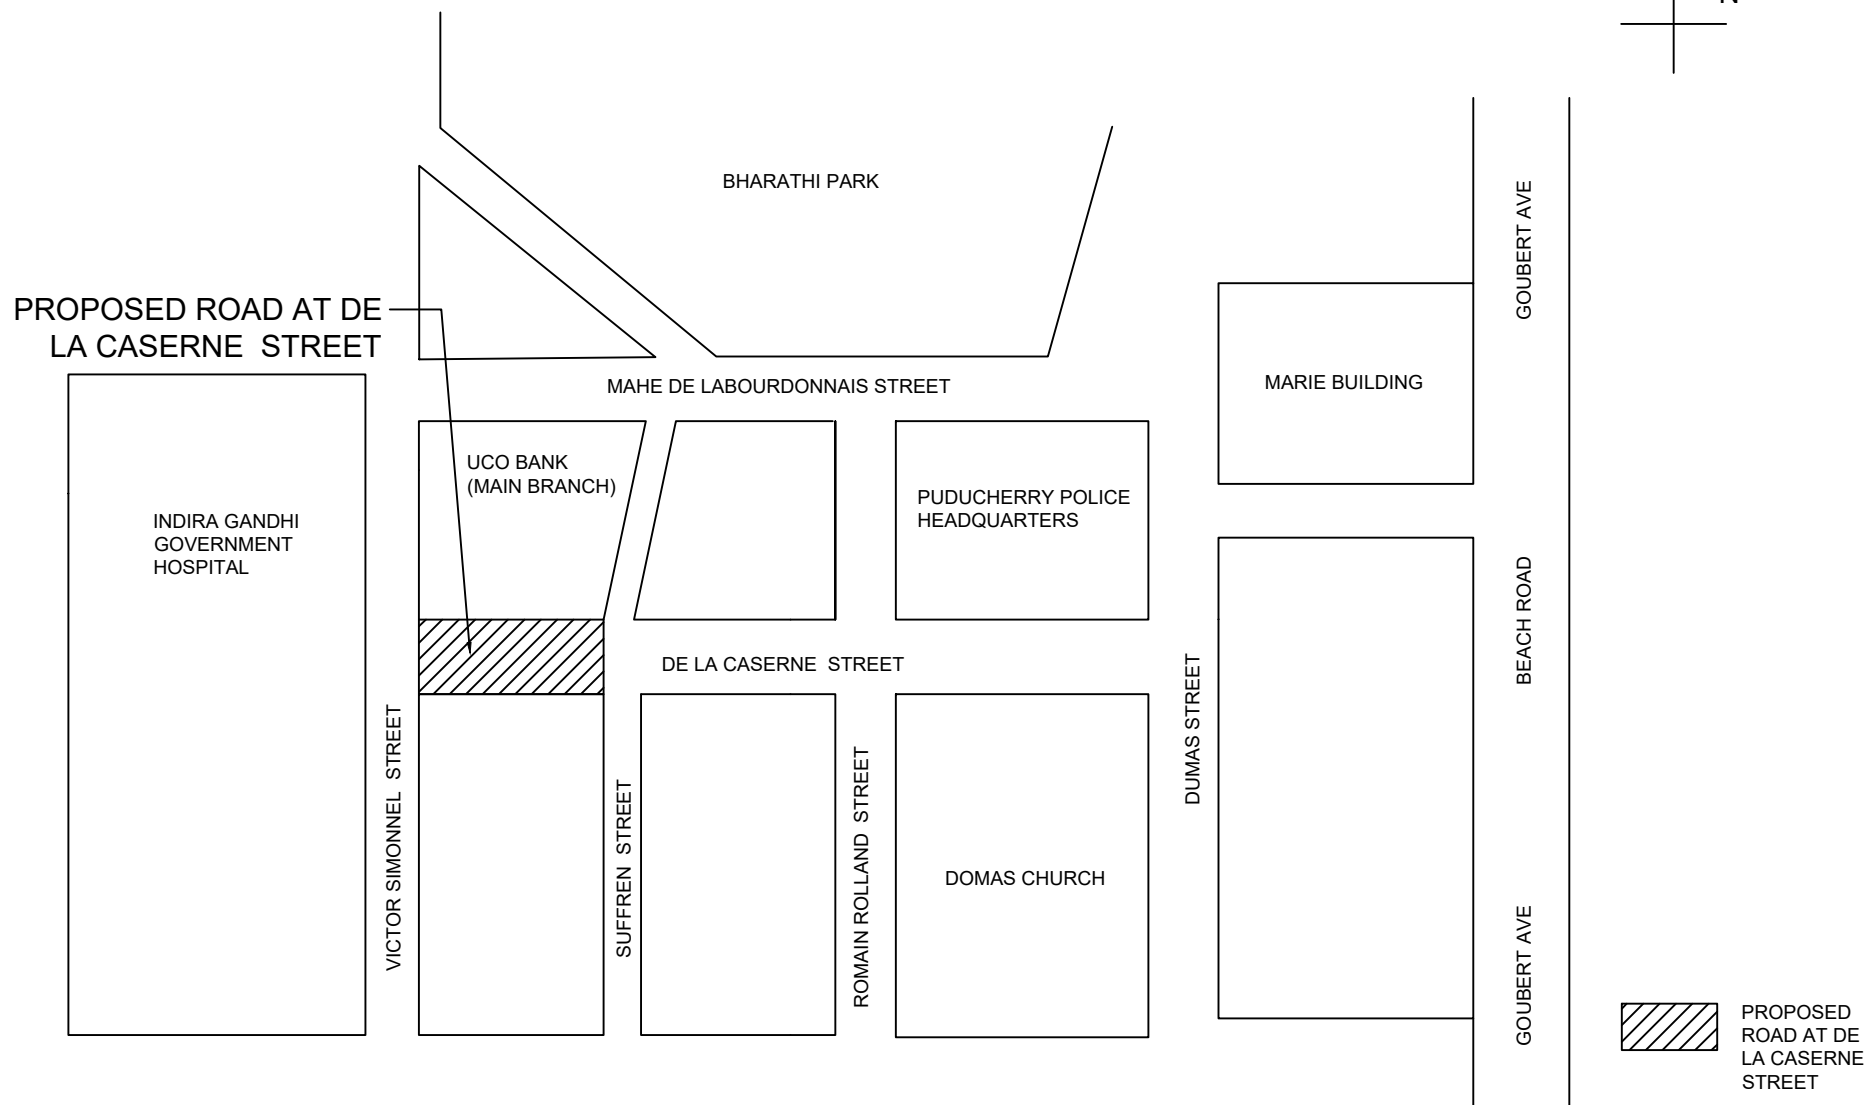 N
BHARATHI PARK
GOUBERT AVE
PROPOSED ROAD AT DE
LA CASERNE STREET
MAHE DE LABOURDONNAIS STREET
MARIE BUILDING
UCO BANK
(MAIN BRANCH)
PUDUCHERRY POLICE
HEADQUARTERS
INDIRA GANDHI
GOVERNMENT
HOSPITAL
BEACH ROAD
DE LA CASERNE STREET
DUMAS STREET
VICTOR SIMONNEL STREET
SUFFREN STREET
ROMAIN ROLLAND STREET
DOMAS CHURCH
GOUBERT AVE
PROPOSED
ROAD AT DE
LA CASERNE
STREET